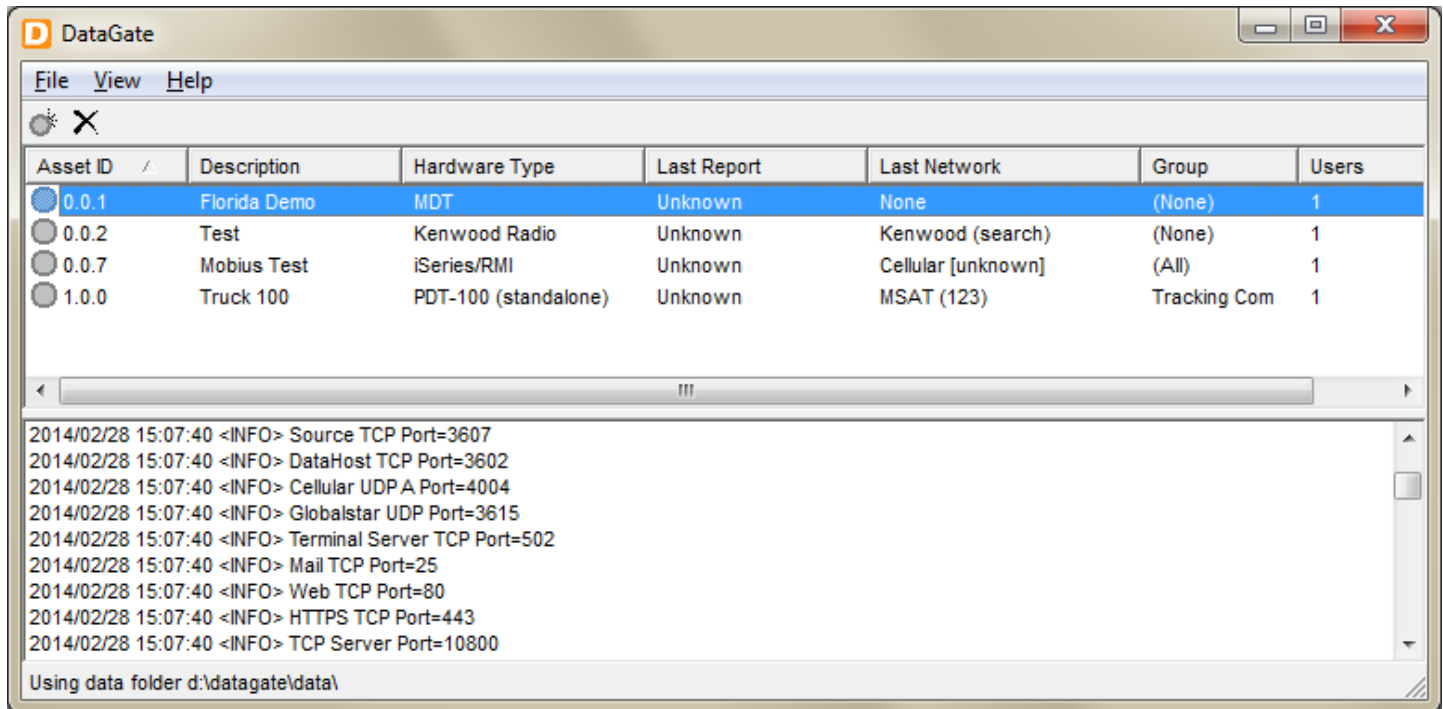 DataGate
File View Help
Asset ID Description Hardware Type Last Report Last Network Group Users
0.0.1 Florida Demo MDT Unknown None (None) 1
0.0.2 Test Kenwood Radio Unknown Kenwood (search) (None) 1
0.0.7 Mobius Test iSeries/RMI Unknown Cellular [unknown] (All) 1
1.0.0 Truck 100 PDT-100 (standalone) Unknown MSAT (123) Tracking Com 1
2014/02/28 15:07:40 <INFO> Source TCP Port=3607
2014/02/28 15:07:40 <INFO> DataHost TCP Port=3602
2014/02/28 15:07:40 <INFO> Cellular UDP A Port=4004
2014/02/28 15:07:40 <INFO> Globalstar UDP Port=3615
2014/02/28 15:07:40 <INFO> Terminal Server TCP Port=502
2014/02/28 15:07:40 <INFO> Mail TCP Port=25
2014/02/28 15:07:40 <INFO> Web TCP Port=80
2014/02/28 15:07:40 <INFO> HTTPS TCP Port=443
2014/02/28 15:07:40 <INFO> TCP Server Port=10800
Using data folder d:\datagate\data\